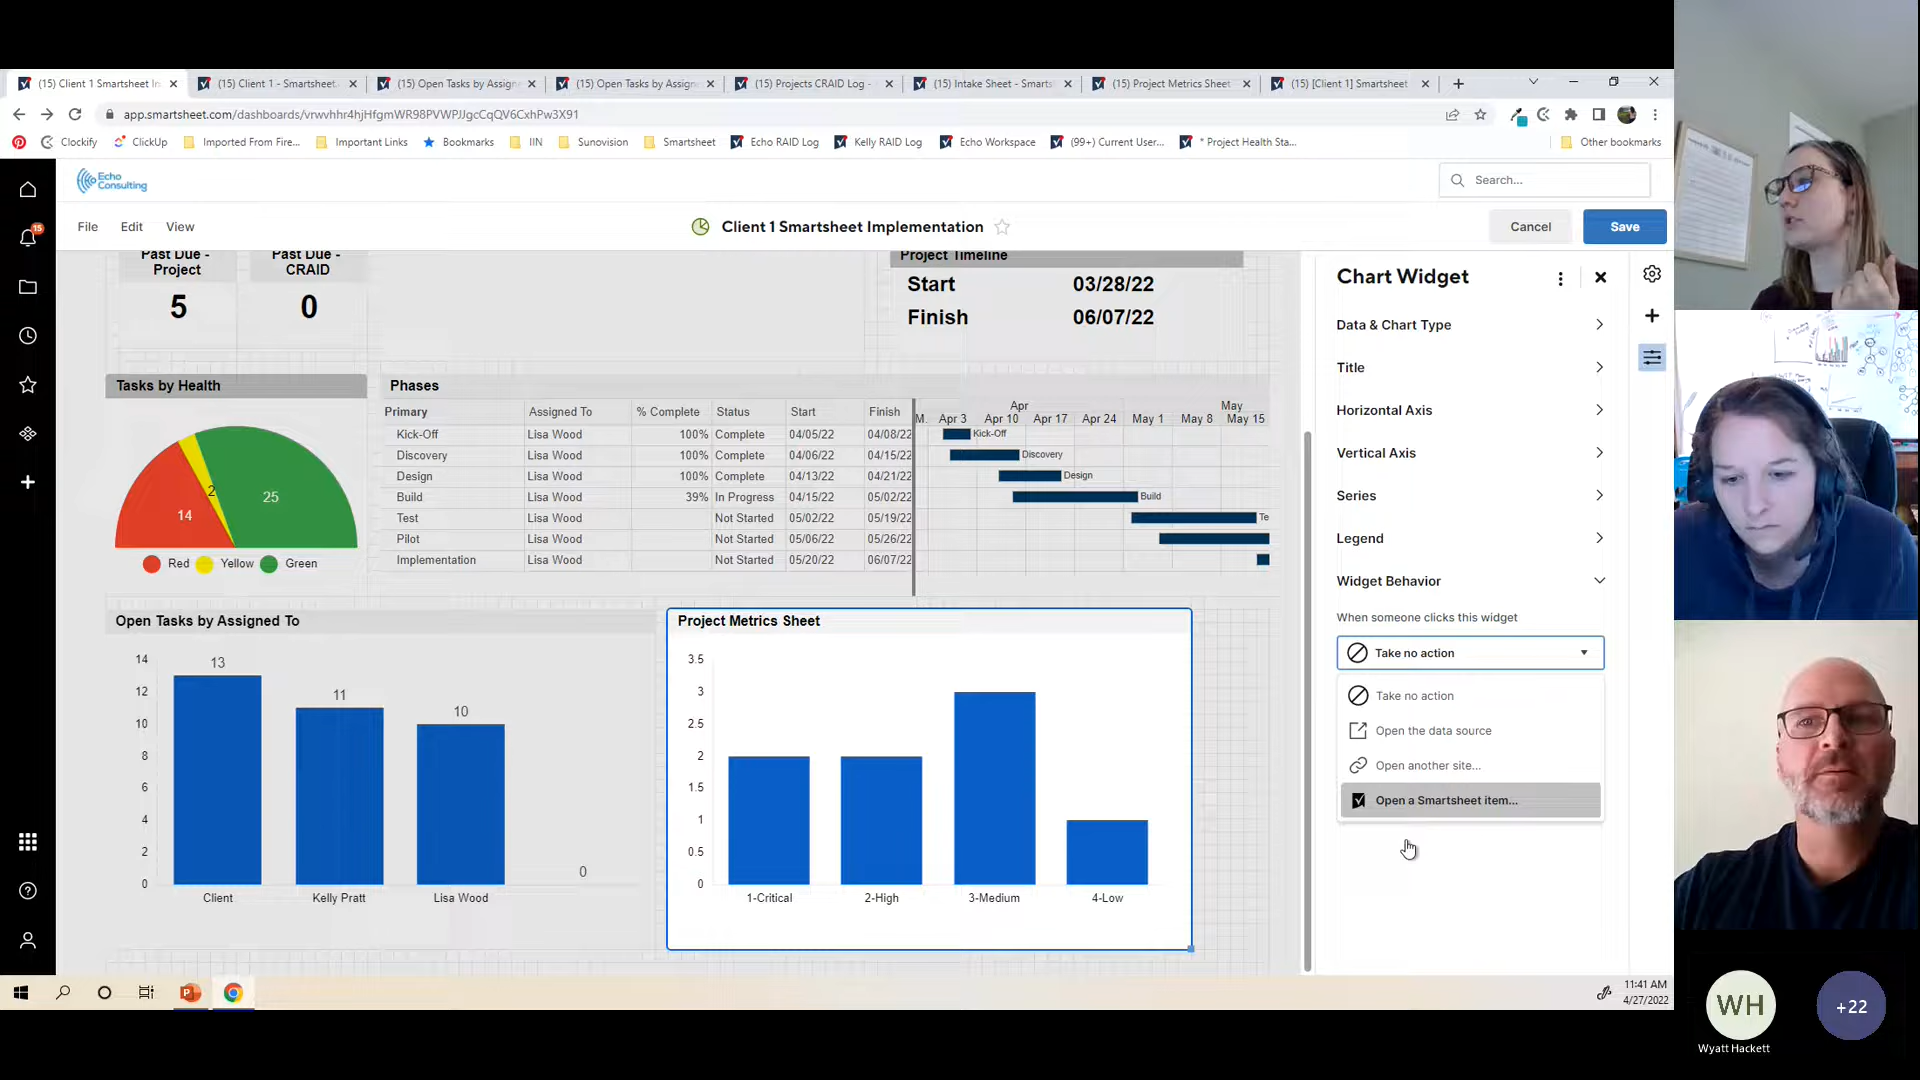 (15) Client 1 Smartsheet In
(15) Client 1 - Smartsheet.
(15) Open Tasks by Assigne
(15) Open Tasks by Assigne
(15) Projects CRAID Log -
(15) Intake Sheet - Smarts
(15) Project Metrics Sheet
(15) [Client 1] Smartsheet
app.smartsheet.com/dashboards/vrwvhhr4hjHfgmWR98PVWPJJgcCqQV6CxhPw3X91
Clockify
ClickUp
Imported From Fire...
Important Links
Bookmarks
IIN
Sunovision
Smartsheet
Echo RAID Log
Kelly RAID Log
Echo Workspace
(99+) Current User...
* Project Health Sta...
Other bookmarks
Echo
Consulting
Search...
15
File
Edit
View
Client 1 Smartsheet Implementation
Cancel
Save
Past Due -
Project
5
Past Due -
CRAID
0
Project Timeline
Start 03/28/22
Finish 06/07/22
Tasks by Health
14
2
25
Red Yellow Green
Phases
Primary Assigned To % Complete Status Start Finish
Kick-Off Lisa Wood 100% Complete 04/05/22 04/08/22
Discovery Lisa Wood 100% Complete 04/06/22 04/15/22
Design Lisa Wood 100% Complete 04/13/22 04/21/22
Build Lisa Wood 39% In Progress 04/15/22 05/02/22
Test Lisa Wood Not Started 05/02/22 05/19/22
Pilot Lisa Wood Not Started 05/06/22 05/26/22
Implementation Lisa Wood Not Started 05/20/22 06/07/22
Apr May
M. Apr 3 Apr 10 Apr 17 Apr 24 May 1 May 8 May 15
Kick-Off
Discovery
Design
Build
Te
Open Tasks by Assigned To
14
12
10
8
6
4
2
0
13
11
10
0
Client Kelly Pratt Lisa Wood
Project Metrics Sheet
3.5
3
2.5
2
1.5
1
0.5
0
1-Critical 2-High 3-Medium 4-Low
Chart Widget
Data & Chart Type
Title
Horizontal Axis
Vertical Axis
Series
Legend
Widget Behavior
When someone clicks this widget
Take no action
Take no action
Open the data source
Open another site...
Open a Smartsheet item...
11:41 AM
4/27/2022
WH
Wyatt Hackett
+22